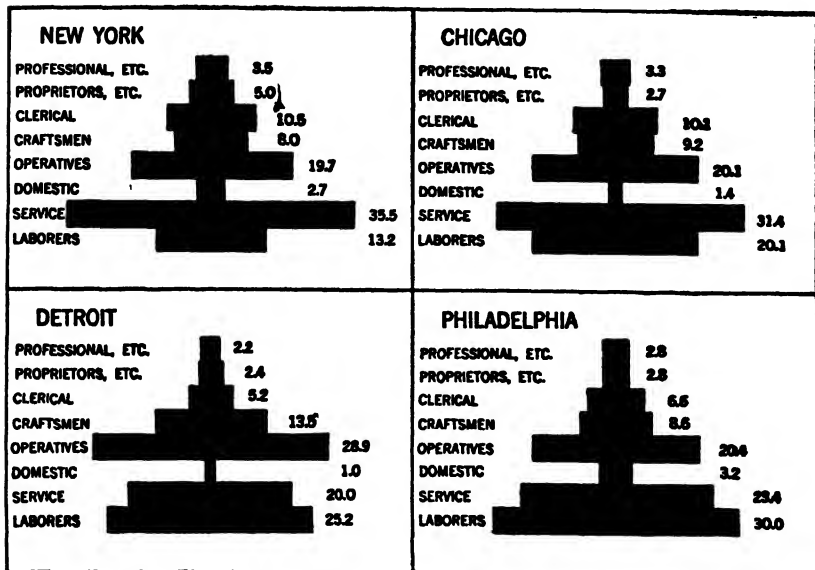 NEW YORK
PROFESSIONAL, ETC. 3.5
PROPRIETORS, ETC. 5.0
CLERICAL 10.5
CRAFTSMEN 8.0
OPERATIVES 19.7
DOMESTIC 2.7
SERVICE 35.5
LABORERS 13.2
CHICAGO
PROFESSIONAL, ETC. 3.3
PROPRIETORS, ETC. 2.7
CLERICAL 10.1
CRAFTSMEN 9.2
OPERATIVES 20.1
DOMESTIC 1.4
SERVICE 31.4
LABORERS 20.1
DETROIT
PROFESSIONAL, ETC. 2.2
PROPRIETORS, ETC. 2.4
CLERICAL 5.2
CRAFTSMEN 13.5
OPERATIVES 28.9
DOMESTIC 1.0
SERVICE 20.0
LABORERS 25.2
PHILADELPHIA
PROFESSIONAL, ETC. 2.8
PROPRIETORS, ETC. 2.8
CLERICAL 6.6
CRAFTSMEN 8.6
OPERATIVES 20.4
DOMESTIC 3.2
SERVICE 23.4
LABORERS 30.0